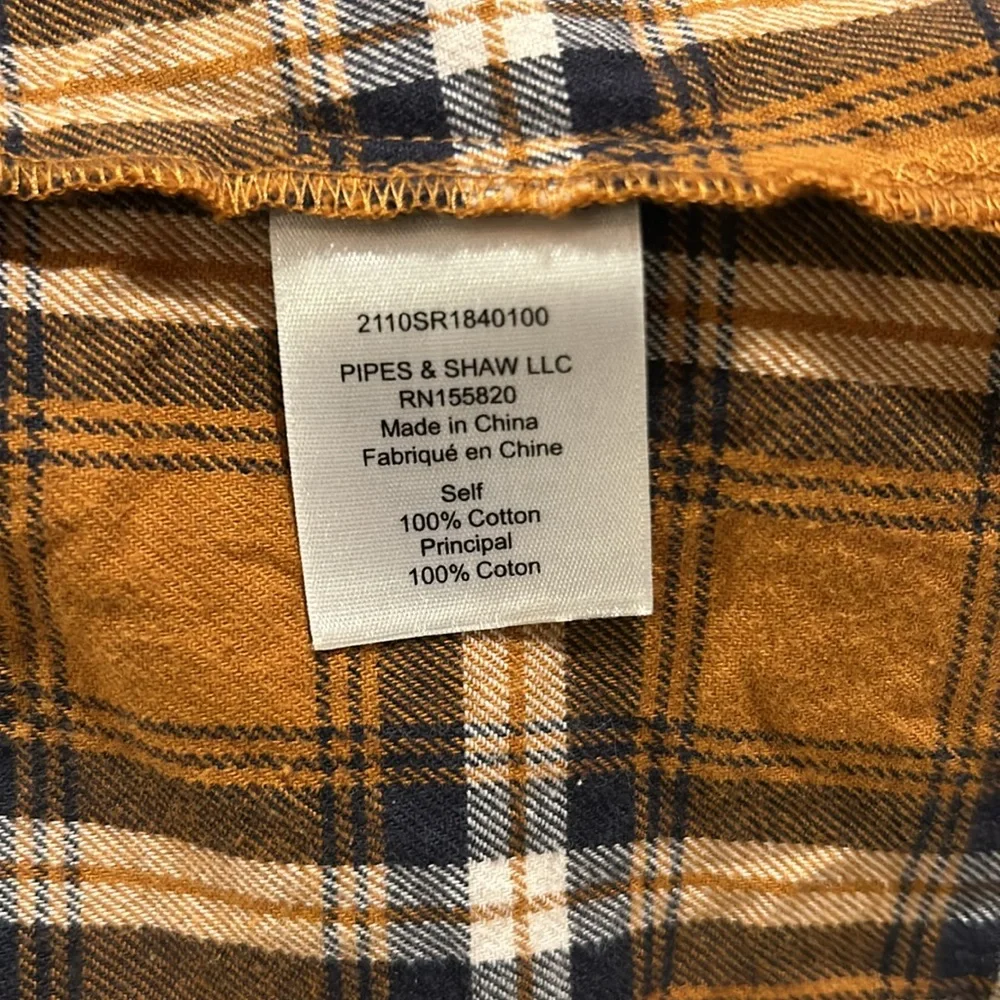 2110SR1840100
PIPES & SHAW LLC
RN155820
Made in China
Fabriqué en Chine
Self
100% Cotton
Principal
100% Coton